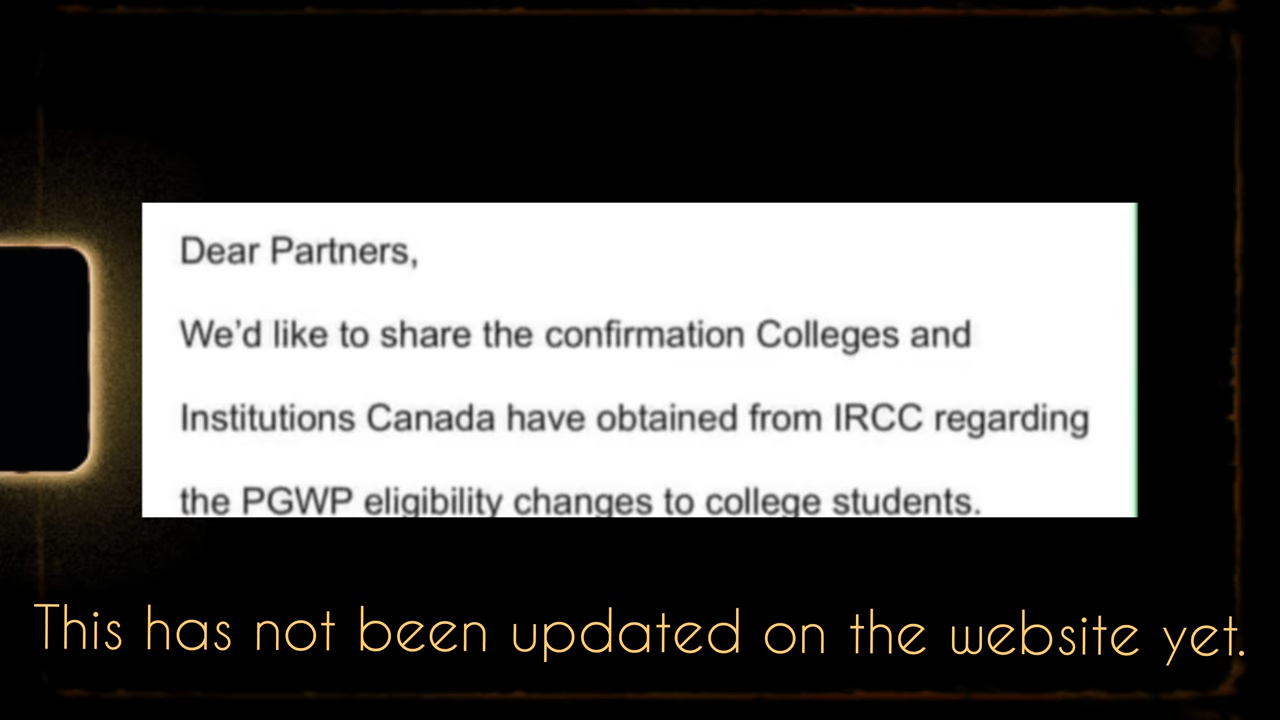 Dear Partners,
We'd like to share the confirmation Colleges and
Institutions Canada have obtained from IRCC regarding
the PGWP eligibility changes to college students.
This has not been updated on the website yet.